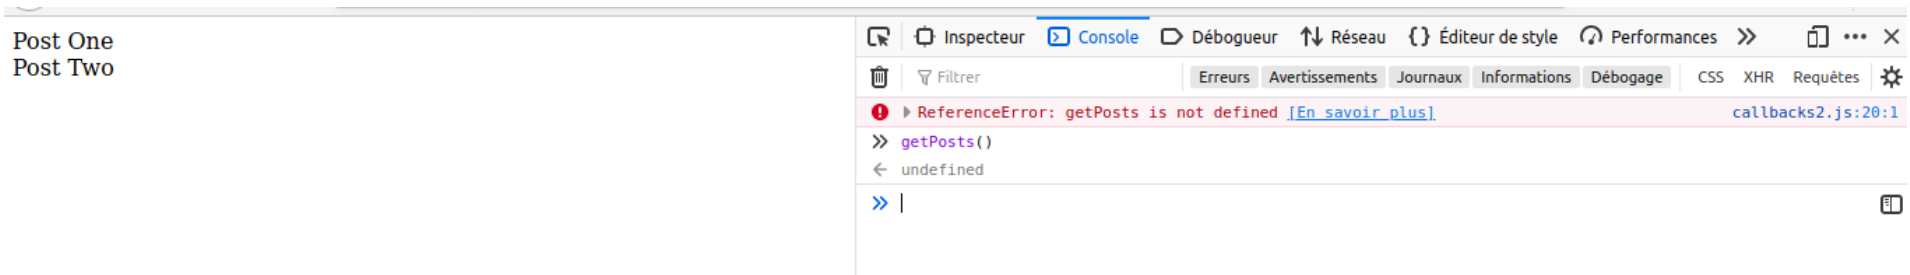 Post One
Post Two
Inspecteur Console Débogueur Réseau {} Éditeur de style Performances
Filtrer Erreurs Avertissements Journaux Informations Débogage CSS XHR Requêtes
ReferenceError: getPosts is not defined [En savoir plus] callbacks2.js:20:1
getPosts()
undefined